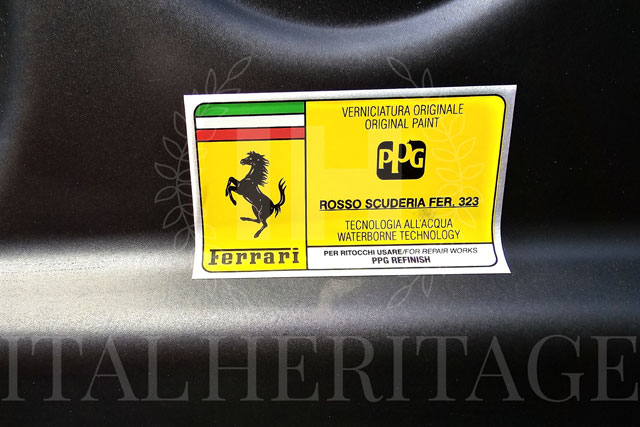 VERNICIATURA ORIGINALE
ORIGINAL PAINT
PPG
ROSSO SCUDERIA FER. 323
TECNOLOGIA ALL'ACQUA
WATERBORNE TECHNOLOGY
Ferrari
PER RITOCCHI USARE/FOR REPAIR WORKS
PPG REFINISH
ITALHERITAGE